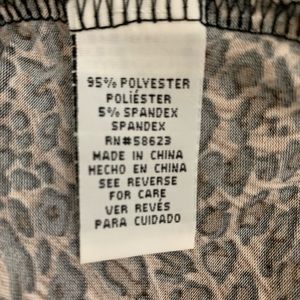 95% POLYESTER
POLIÉSTER
5% SPANDEX
SPANDEX
RN#58623
MADE IN CHINA
HECHO EN CHINA
SEE REVERSE
FOR CARE
VER REVÉS
PARA CUIDADO